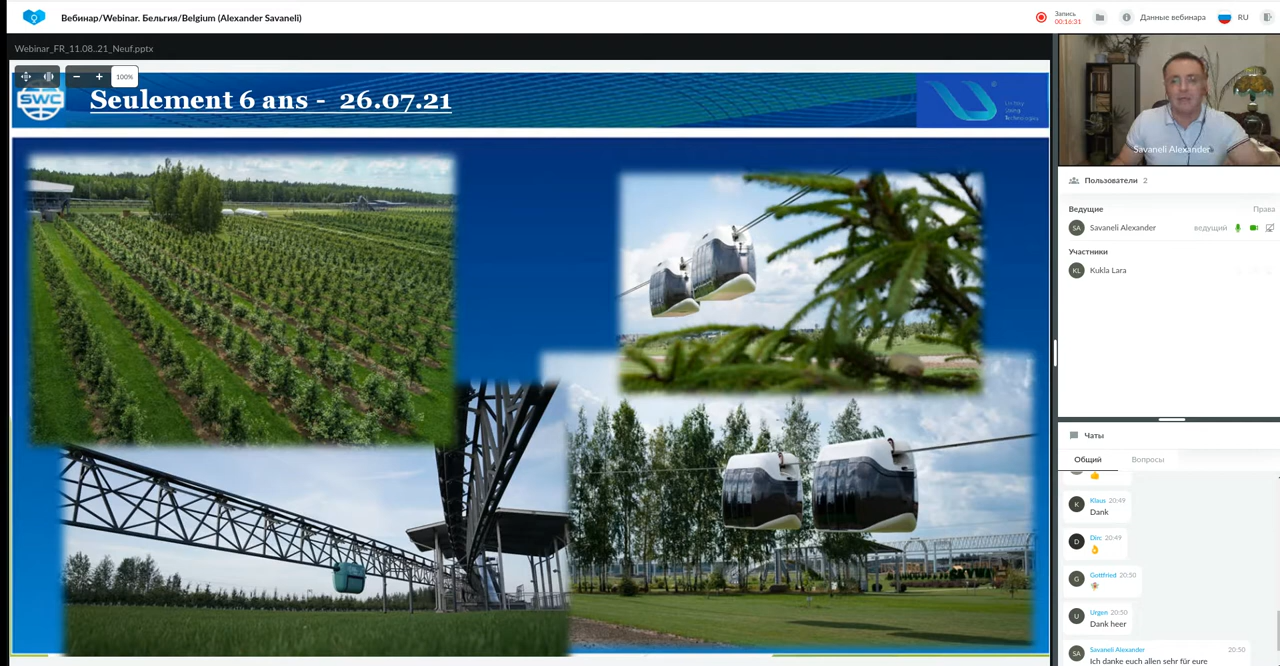 Вебинар/Webinar. Бельгия/Belgium (Alexander Savaneli)
Запись
00:16:31
Данные вебинара
RU
Webinar_FR_11.08..21_Neuf.pptx
100%
SWC
Seulement 6 ans - 26.07.21
Unitsky
String
Technologies
Savaneli Alexander
Пользователи 2
Ведущие
Права
SA
Savaneli Alexander
ведущий
Участники
KL
Kukla Lara
Чаты
Общий
Вопросы
K
Klaus 20:49
Dank
D
Dirc 20:49
👌
G
Gottfried 20:50
U
Urgen 20:50
Dank heer
SA
Savaneli Alexander 20:50
Ich danke euch allen sehr für eure